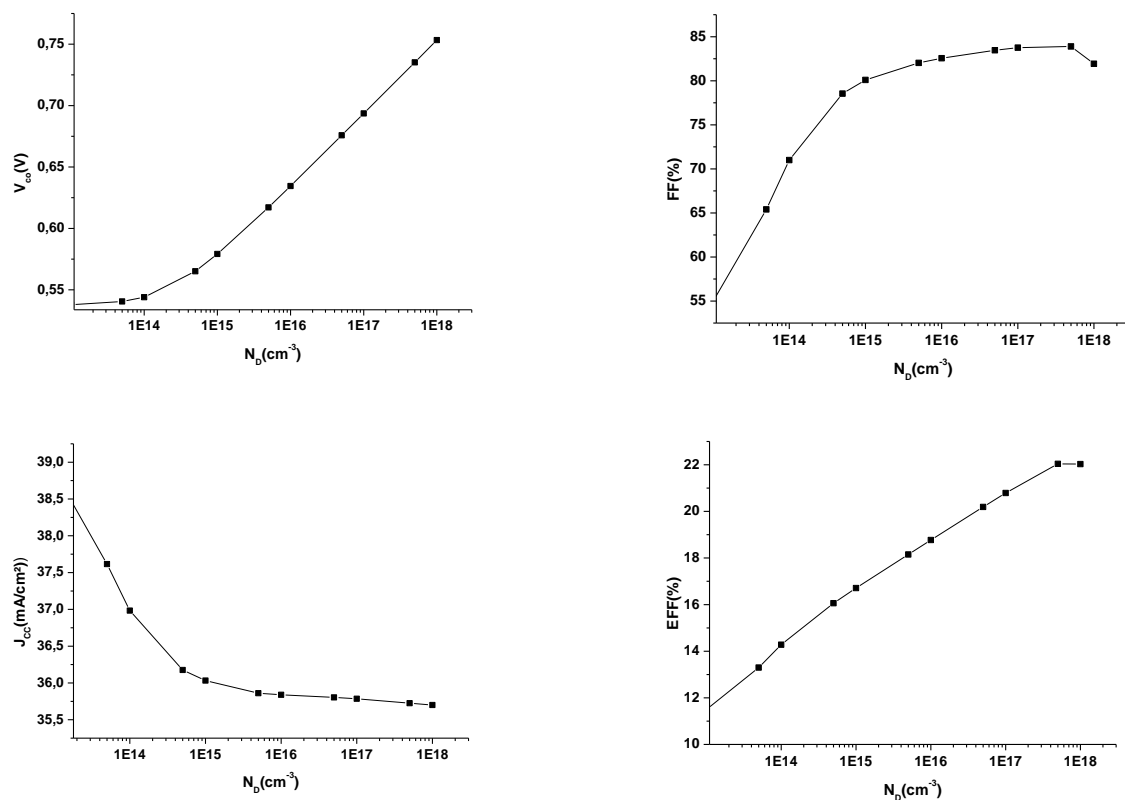 0,75
0,70
0,65
0,60
0,55
V_co(V)
1E14 1E15 1E16 1E17 1E18
N_D(cm⁻³)
85
80
75
70
65
60
55
FF(%)
1E14 1E15 1E16 1E17 1E18
N_D(cm⁻³)
39,0
38,5
38,0
37,5
37,0
36,5
36,0
35,5
J_CC(mA/cm²))
1E14 1E15 1E16 1E17 1E18
N_D(cm⁻³)
22
20
18
16
14
12
10
EFF(%)
1E14 1E15 1E16 1E17 1E18
N_D(cm⁻³)